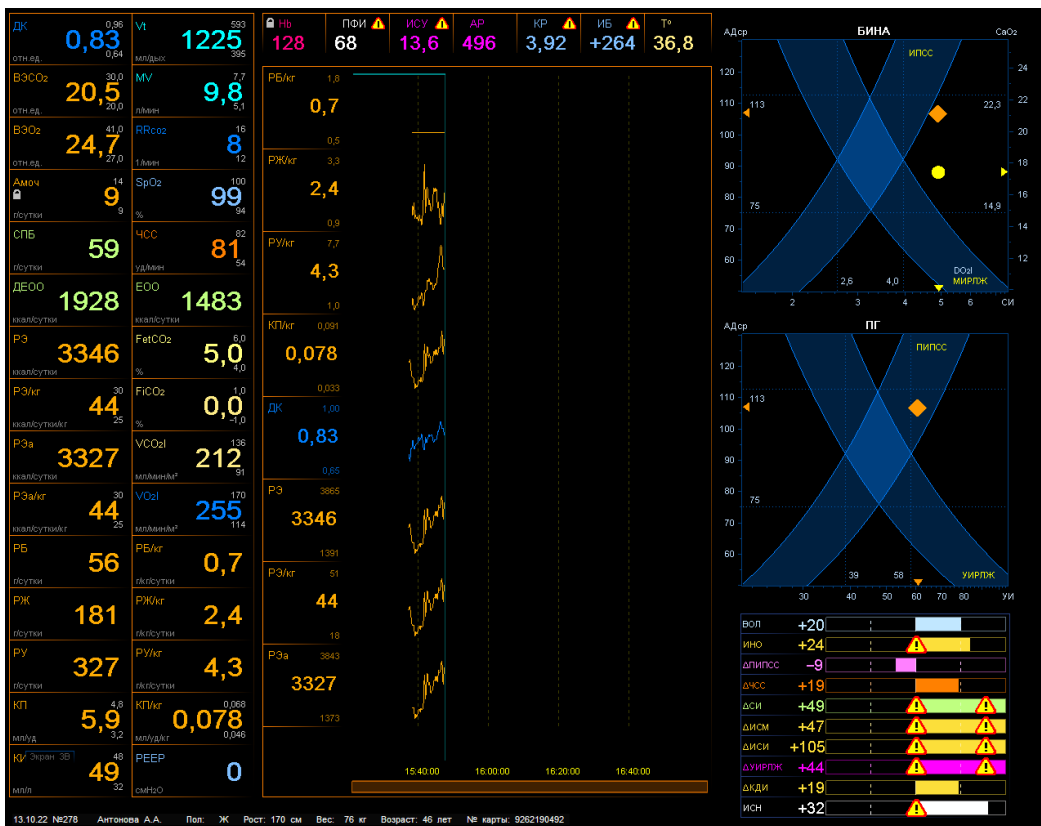 ДК 0,96
0,83
отн.ед. 0,64
Vt 593
1225
мл/дых 395
ВЭCO₂ 30,0
20,5
отн.ед. 20,0
MV 7,7
9,8
л/мин 5,1
ВЭO₂ 41,0
24,7
отн.ед. 27,0
RRco₂ 16
8
1/мин 12
Амоч 14
9
г/сутки 9
SpO₂ 100
99
% 94
СПБ
59
г/сутки
ЧСС 82
81
уд/мин 54
ДЕОО
1928
ккал/сутки
ЕОО
1483
ккал/сутки
РЭ
3346
ккал/сутки
FetCO₂ 6,0
5,0
% 4,0
РЭ/кг 30
44
ккал/сутки/кг 25
FiCO₂ 1,0
0,0
% -1,0
РЭа
3327
ккал/сутки
VCO₂I 136
212
мл/мин/м² 91
РЭа/кг 30
44
ккал/сутки/кг 25
VO₂I 170
255
мл/мин/м² 114
РБ
56
г/сутки
РБ/кг
0,7
г/кг/сутки
РЖ
181
г/сутки
РЖ/кг
2,4
г/кг/сутки
РУ
327
г/сутки
РУ/кг
4,3
г/кг/сутки
КП 4,8
5,9
мл/уд 3,2
КП/кг 0,068
0,078
мл/уд/кг 0,046
КИ Экран 3В 48
49
мл/л 32
PEEP
0
смH₂O
Hb ПФИ ИСУ АР КР ИБ T°
128 68 13,6 496 3,92 +264 36,8
РБ/кг 1,8
0,7
0,5
РЖ/кг 3,3
2,4
0,9
РУ/кг 7,7
4,3
1,0
КП/кг 0,091
0,078
0,033
ДК 1,00
0,83
0,65
РЭ 3865
3346
1391
РЭ/кг 51
44
18
РЭа 3843
3327
1373
15:40:00 16:00:00 16:20:00 16:40:00
АДср БИНА CaO₂
ИПСС
24
120
22
110 113 22,3
20
100
18
90
16
80 75 14,9
14
70
DO₂I 12
60 2,6 4,0 МИРЛЖ
2 3 4 5 6 СИ
АДср ПГ
ПИПСС
120
110
113
100
90
80
75
70
60
39 58 УИРЛЖ
30 40 50 60 70 80 УИ
ВОЛ +20
ИНО +24
ΔПИПСС −9
ΔЧСС +19
ΔСИ +49
ΔИСМ +47
ΔИСИ +105
ΔУИРЛЖ +44
ΔКДИ +19
ИСН +32
13.10.22 №278 Антонова А.А. Пол: Ж Рост: 170 см Вес: 76 кг Возраст: 46 лет № карты: 9262190492